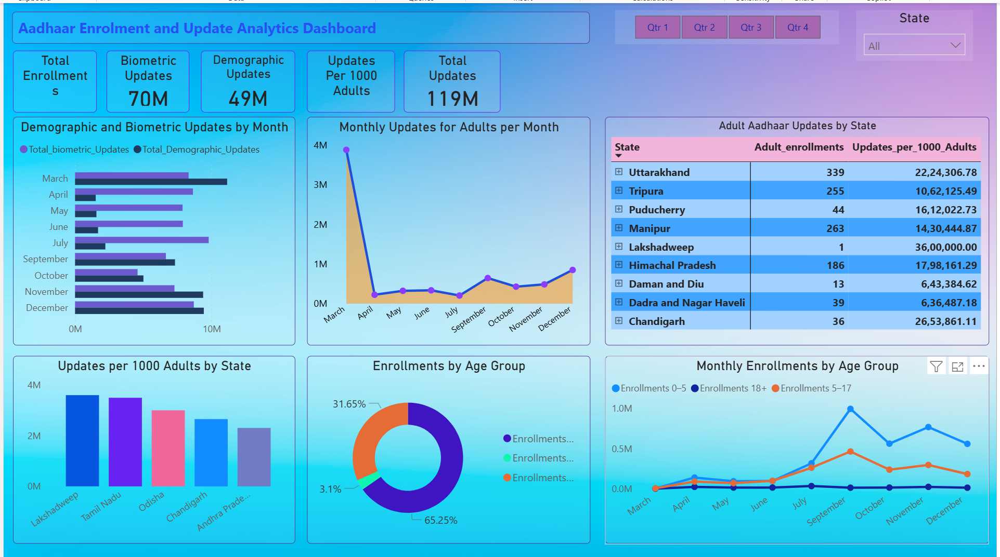 Aadhaar Enrolment and Update Analytics Dashboard
Qtr 1
Qtr 2
Qtr 3
Qtr 4
State
All
Total
Enrollment
s
Biometric
Updates
70M
Demographic
Updates
49M
Updates
Per 1000
Adults
Total
Updates
119M
Demographic and Biometric Updates by Month
Total_biometric_Updates
Total_Demographic_Updates
March
April
May
June
July
September
October
November
December
0M
10M
Monthly Updates for Adults per Month
4M
3M
2M
1M
0M
March
April
May
June
July
September
October
November
December
Adult Aadhaar Updates by State
State Adult_enrollments Updates_per_1000_Adults
Uttarakhand 339 22,24,306.78
Tripura 255 10,62,125.49
Puducherry 44 16,12,022.73
Manipur 263 14,30,444.87
Lakshadweep 1 36,00,000.00
Himachal Pradesh 186 17,98,161.29
Daman and Diu 13 6,43,384.62
Dadra and Nagar Haveli 39 6,36,487.18
Chandigarh 36 26,53,861.11
Updates per 1000 Adults by State
4M
2M
0M
Lakshadweep
Tamil Nadu
Odisha
Chandigarh
Andhra Prade...
Enrollments by Age Group
31.65%
3.1%
65.25%
Enrollments...
Enrollments...
Enrollments...
Monthly Enrollments by Age Group
Enrollments 0–5
Enrollments 18+
Enrollments 5–17
1.0M
0.5M
0.0M
March
April
May
June
July
September
October
November
December